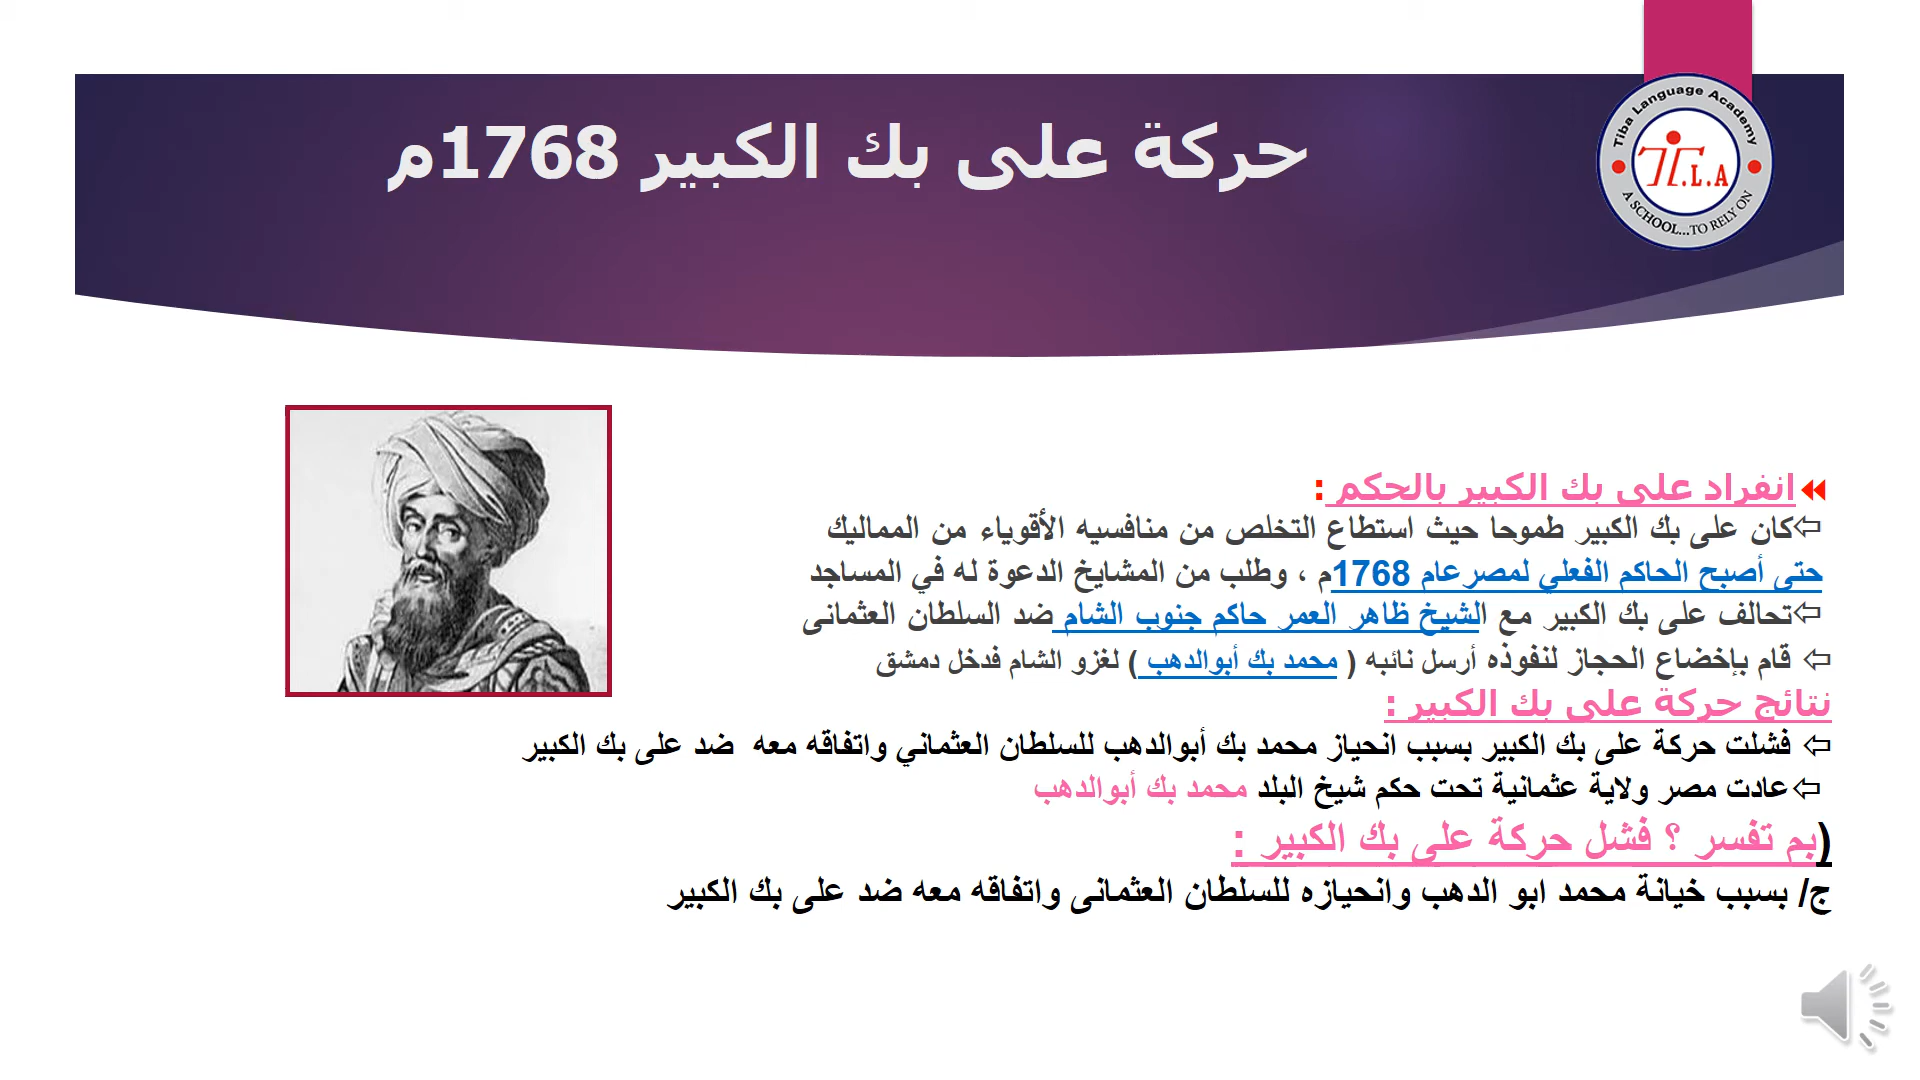 حركة على بك الكبير 1768م
Tiba Language Academy
T.L.A
A SCHOOL...TO RELY ON
انفراد على بك الكبير بالحكم :
كان على بك الكبير طموحا حيث استطاع التخلص من منافسيه الأقوياء من المماليك
حتى أصبح الحاكم الفعلي لمصرعام 1768م ، وطلب من المشايخ الدعوة له في المساجد
تحالف على بك الكبير مع الشيخ ظاهر العمر حاكم جنوب الشام ضد السلطان العثمانى
قام بإخضاع الحجاز لنفوذه أرسل نائبه ( محمد بك أبوالدهب ) لغزو الشام فدخل دمشق
نتائج حركة على بك الكبير :
فشلت حركة على بك الكبير بسبب انحياز محمد بك أبوالدهب للسلطان العثماني واتفاقه معه ضد على بك الكبير
عادت مصر ولاية عثمانية تحت حكم شيخ البلد محمد بك أبوالدهب
(بم تفسر ؟ فشل حركة على بك الكبير :
ج/ بسبب خيانة محمد ابو الدهب وانحيازه للسلطان العثمانى واتفاقه معه ضد على بك الكبير